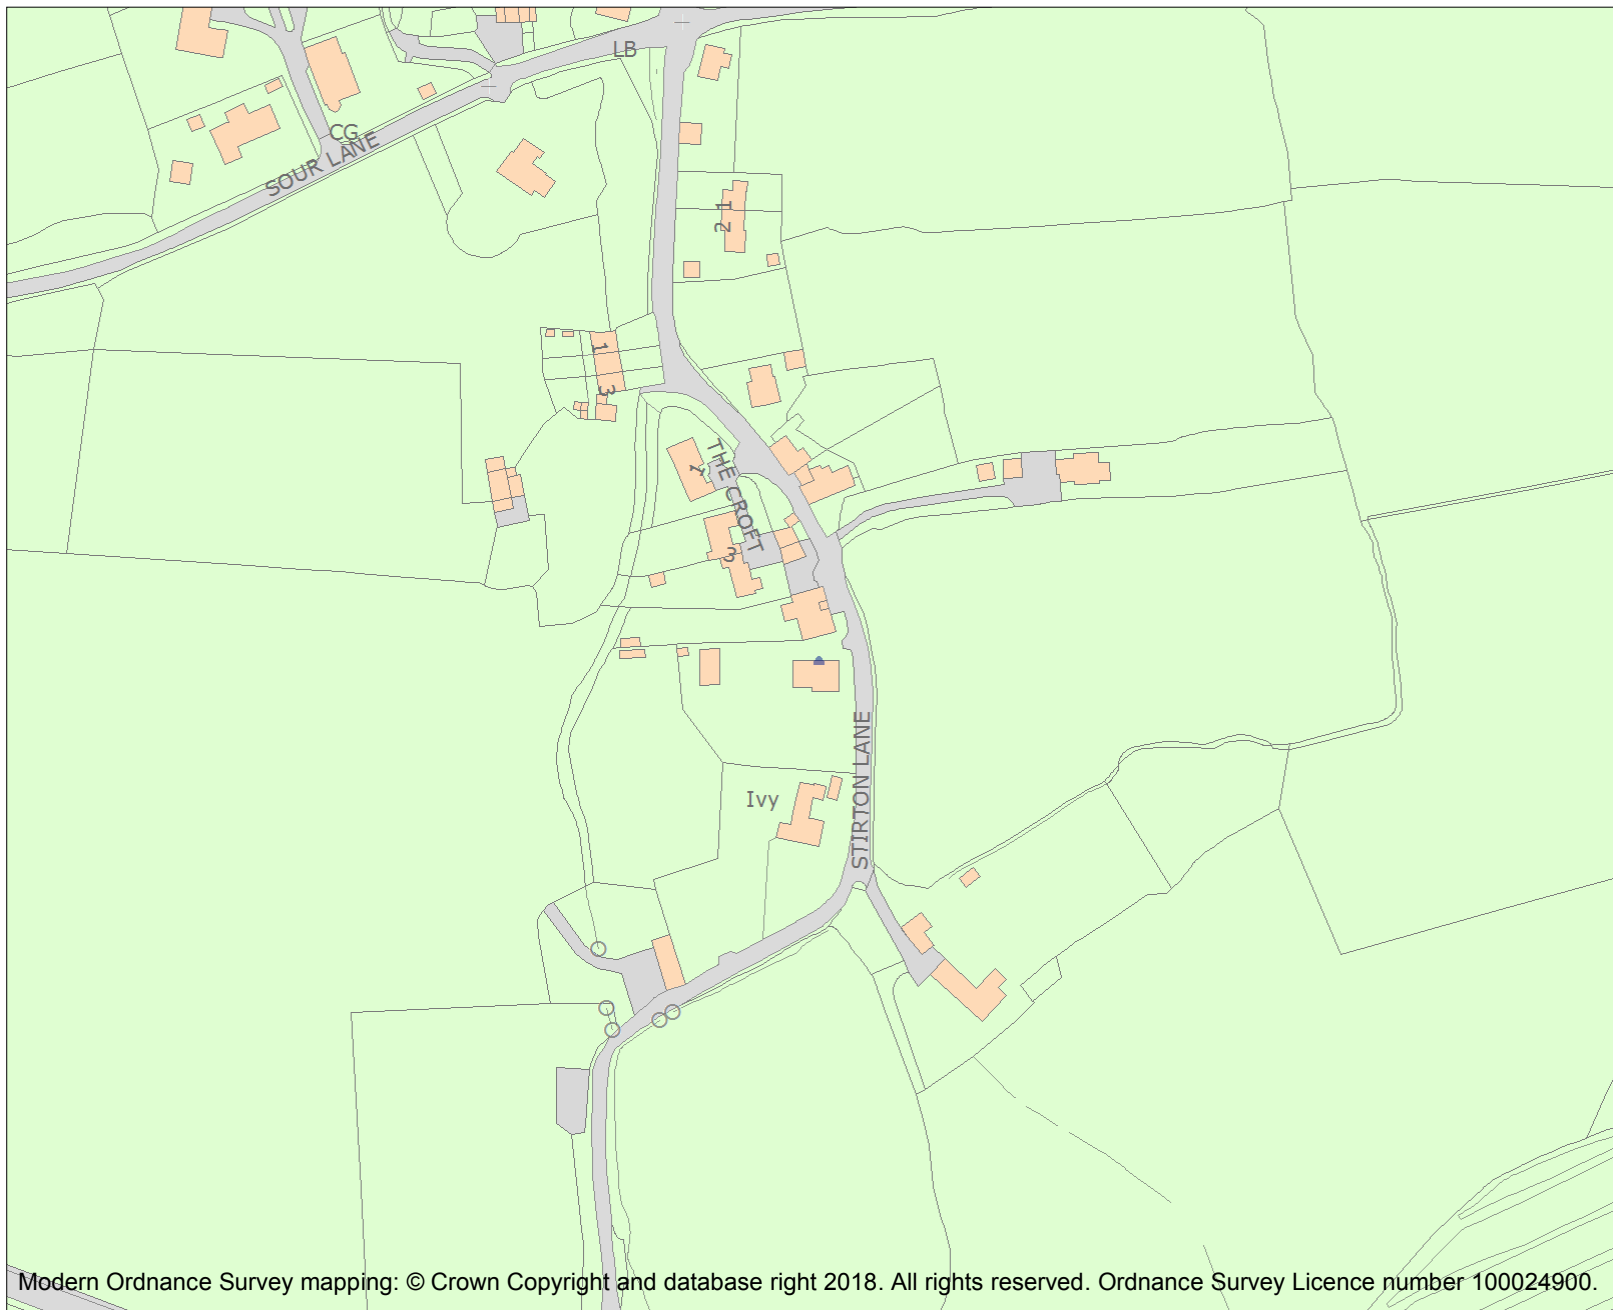 LB
CG
SOUR LANE
1
2
1
3
THE CROFT
1
3
STIRTON LANE
Ivy
Modern Ordnance Survey mapping: © Crown Copyright and database right 2018. All rights reserved. Ordnance Survey Licence number 100024900.